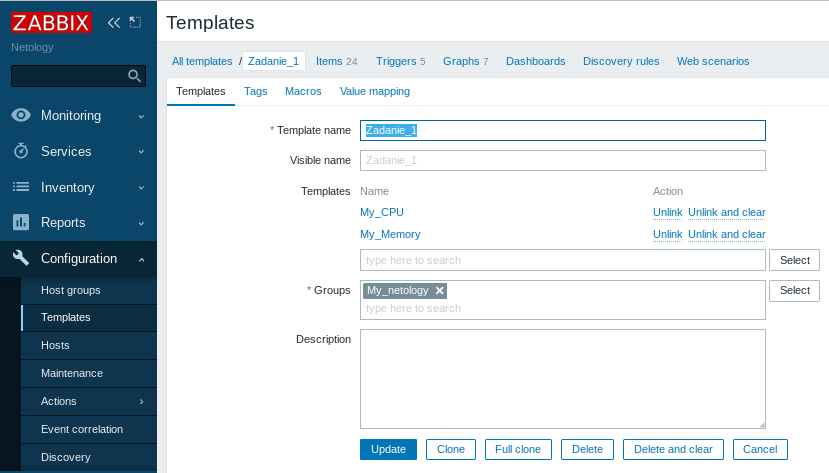 ZABBIX
Netology
Monitoring
Services
Inventory
Reports
Configuration
Host groups
Templates
Hosts
Maintenance
Actions
Event correlation
Discovery
Templates
All templates / Zadanie_1 Items 24 Triggers 5 Graphs 7 Dashboards Discovery rules Web scenarios
Templates Tags Macros Value mapping
* Template name Zadanie_1
Visible name Zadanie_1
Templates Name Action
My_CPU Unlink Unlink and clear
My_Memory Unlink Unlink and clear
type here to search Select
* Groups My_netology Select
type here to search
Description
Update Clone Full clone Delete Delete and clear Cancel